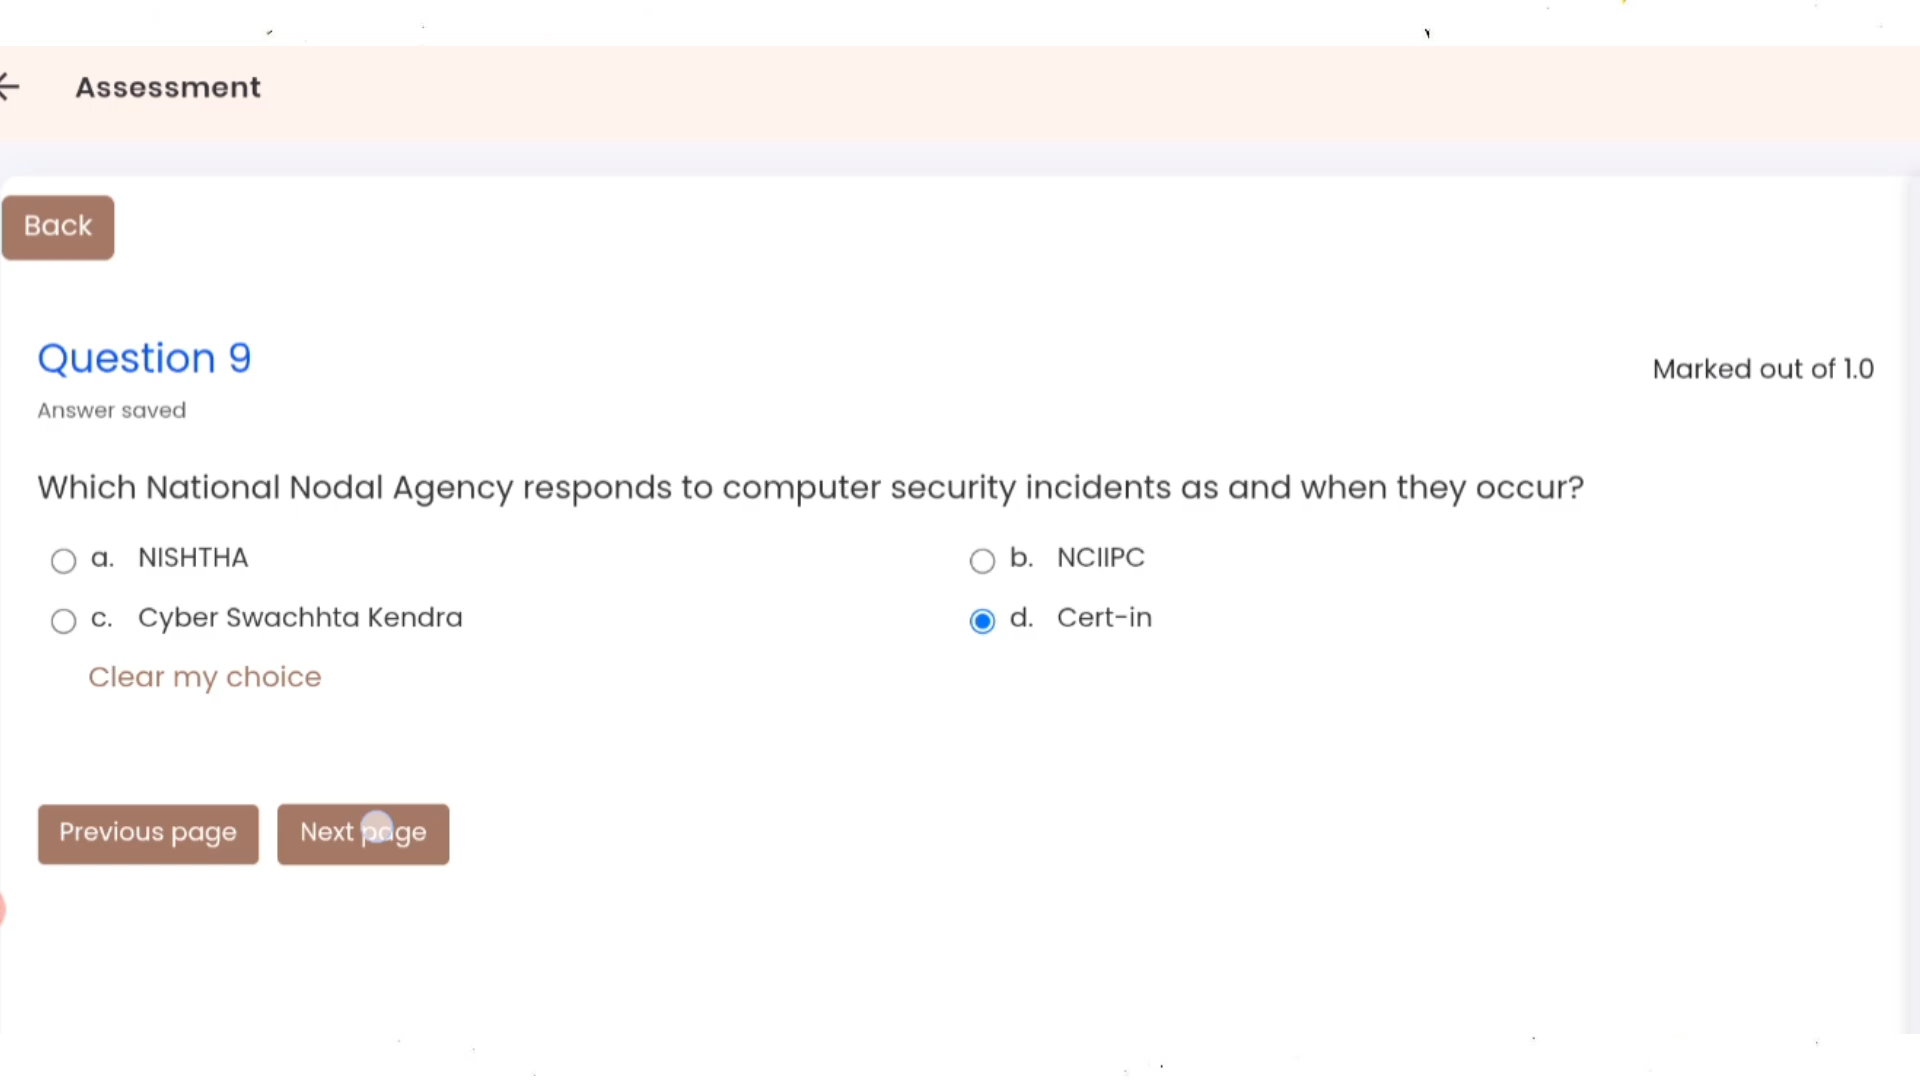 Assessment
Back
Question 9
Marked out of 1.0
Answer saved
Which National Nodal Agency responds to computer security incidents as and when they occur?
a. NISHTHA
b. NCIIPC
c. Cyber Swachhta Kendra
d. Cert-in
Clear my choice
Previous page
Next page